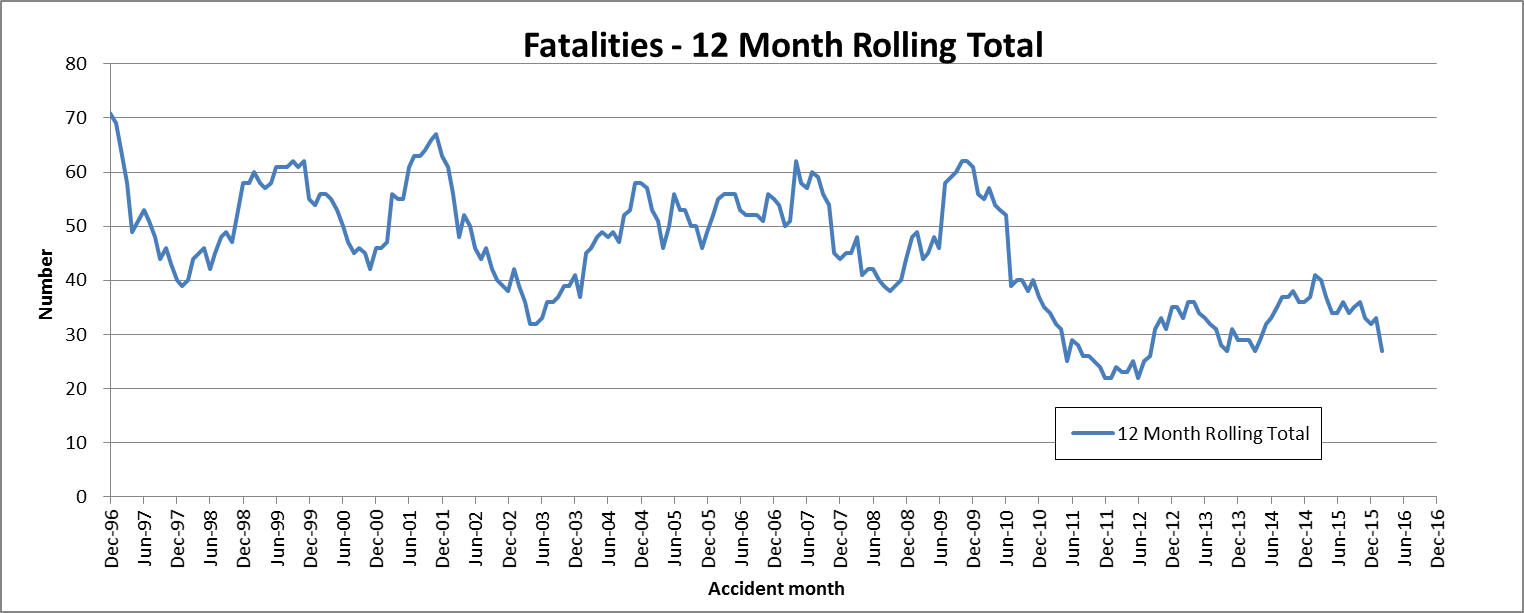 Fatalities - 12 Month Rolling Total
80
70
60
50
40
30
20
10
0
Number
12 Month Rolling Total
Dec-96
Jun-97
Dec-97
Jun-98
Dec-98
Jun-99
Dec-99
Jun-00
Dec-00
Jun-01
Dec-01
Jun-02
Dec-02
Jun-03
Dec-03
Jun-04
Dec-04
Jun-05
Dec-05
Jun-06
Dec-06
Jun-07
Dec-07
Jun-08
Dec-08
Jun-09
Dec-09
Jun-10
Dec-10
Jun-11
Dec-11
Jun-12
Dec-12
Jun-13
Dec-13
Jun-14
Dec-14
Jun-15
Dec-15
Jun-16
Dec-16
Accident month